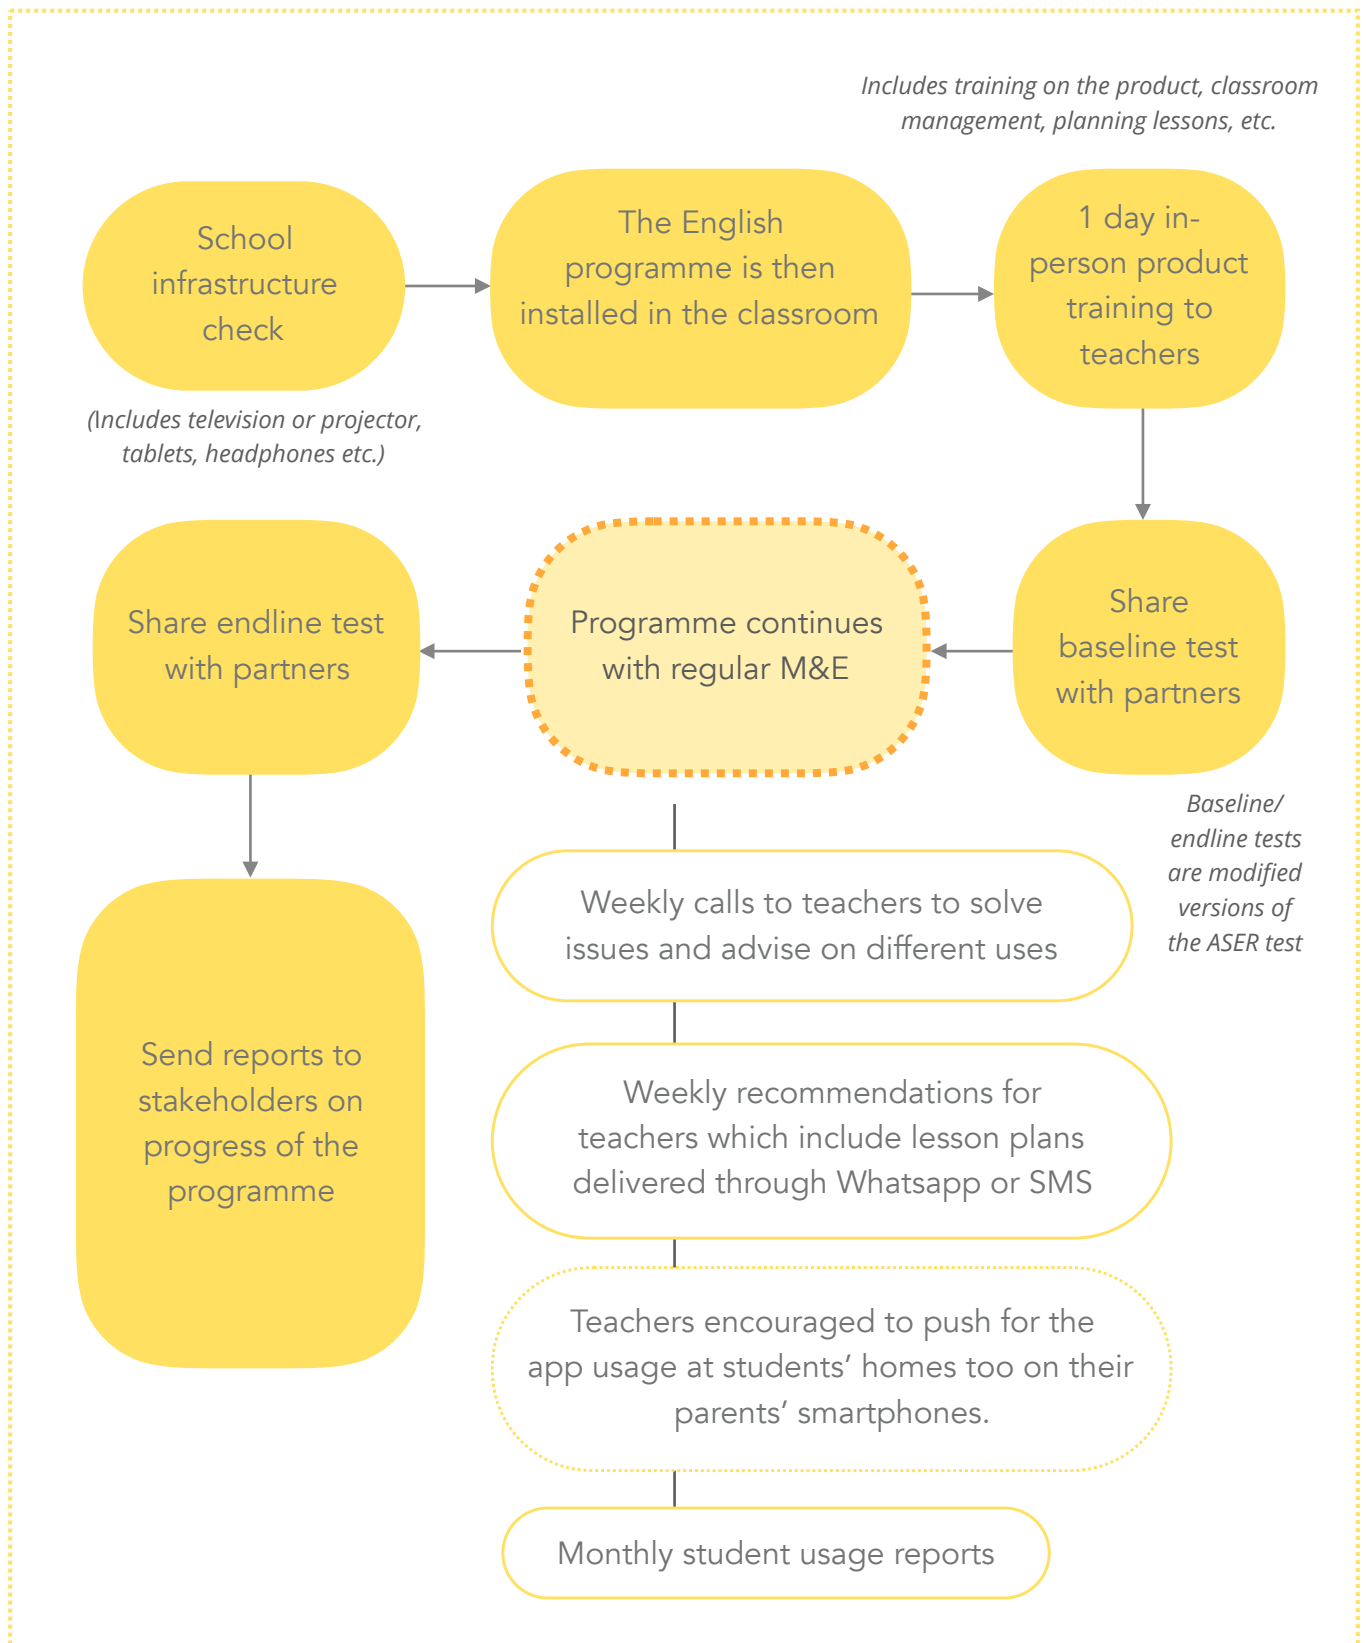 Includes training on the product, classroom
management, planning lessons, etc.
School
infrastructure
check
The English
programme is then
installed in the classroom
1 day in-
person product
training to
teachers
(Includes television or projector,
tablets, headphones etc.)
Share endline test
with partners
Programme continues
with regular M&E
Share
baseline test
with partners
Baseline/
endline tests
are modified
versions of
the ASER test
Weekly calls to teachers to solve
issues and advise on different uses
Send reports to
stakeholders on
progress of the
programme
Weekly recommendations for
teachers which include lesson plans
delivered through Whatsapp or SMS
Teachers encouraged to push for the
app usage at students’ homes too on their
parents’ smartphones.
Monthly student usage reports